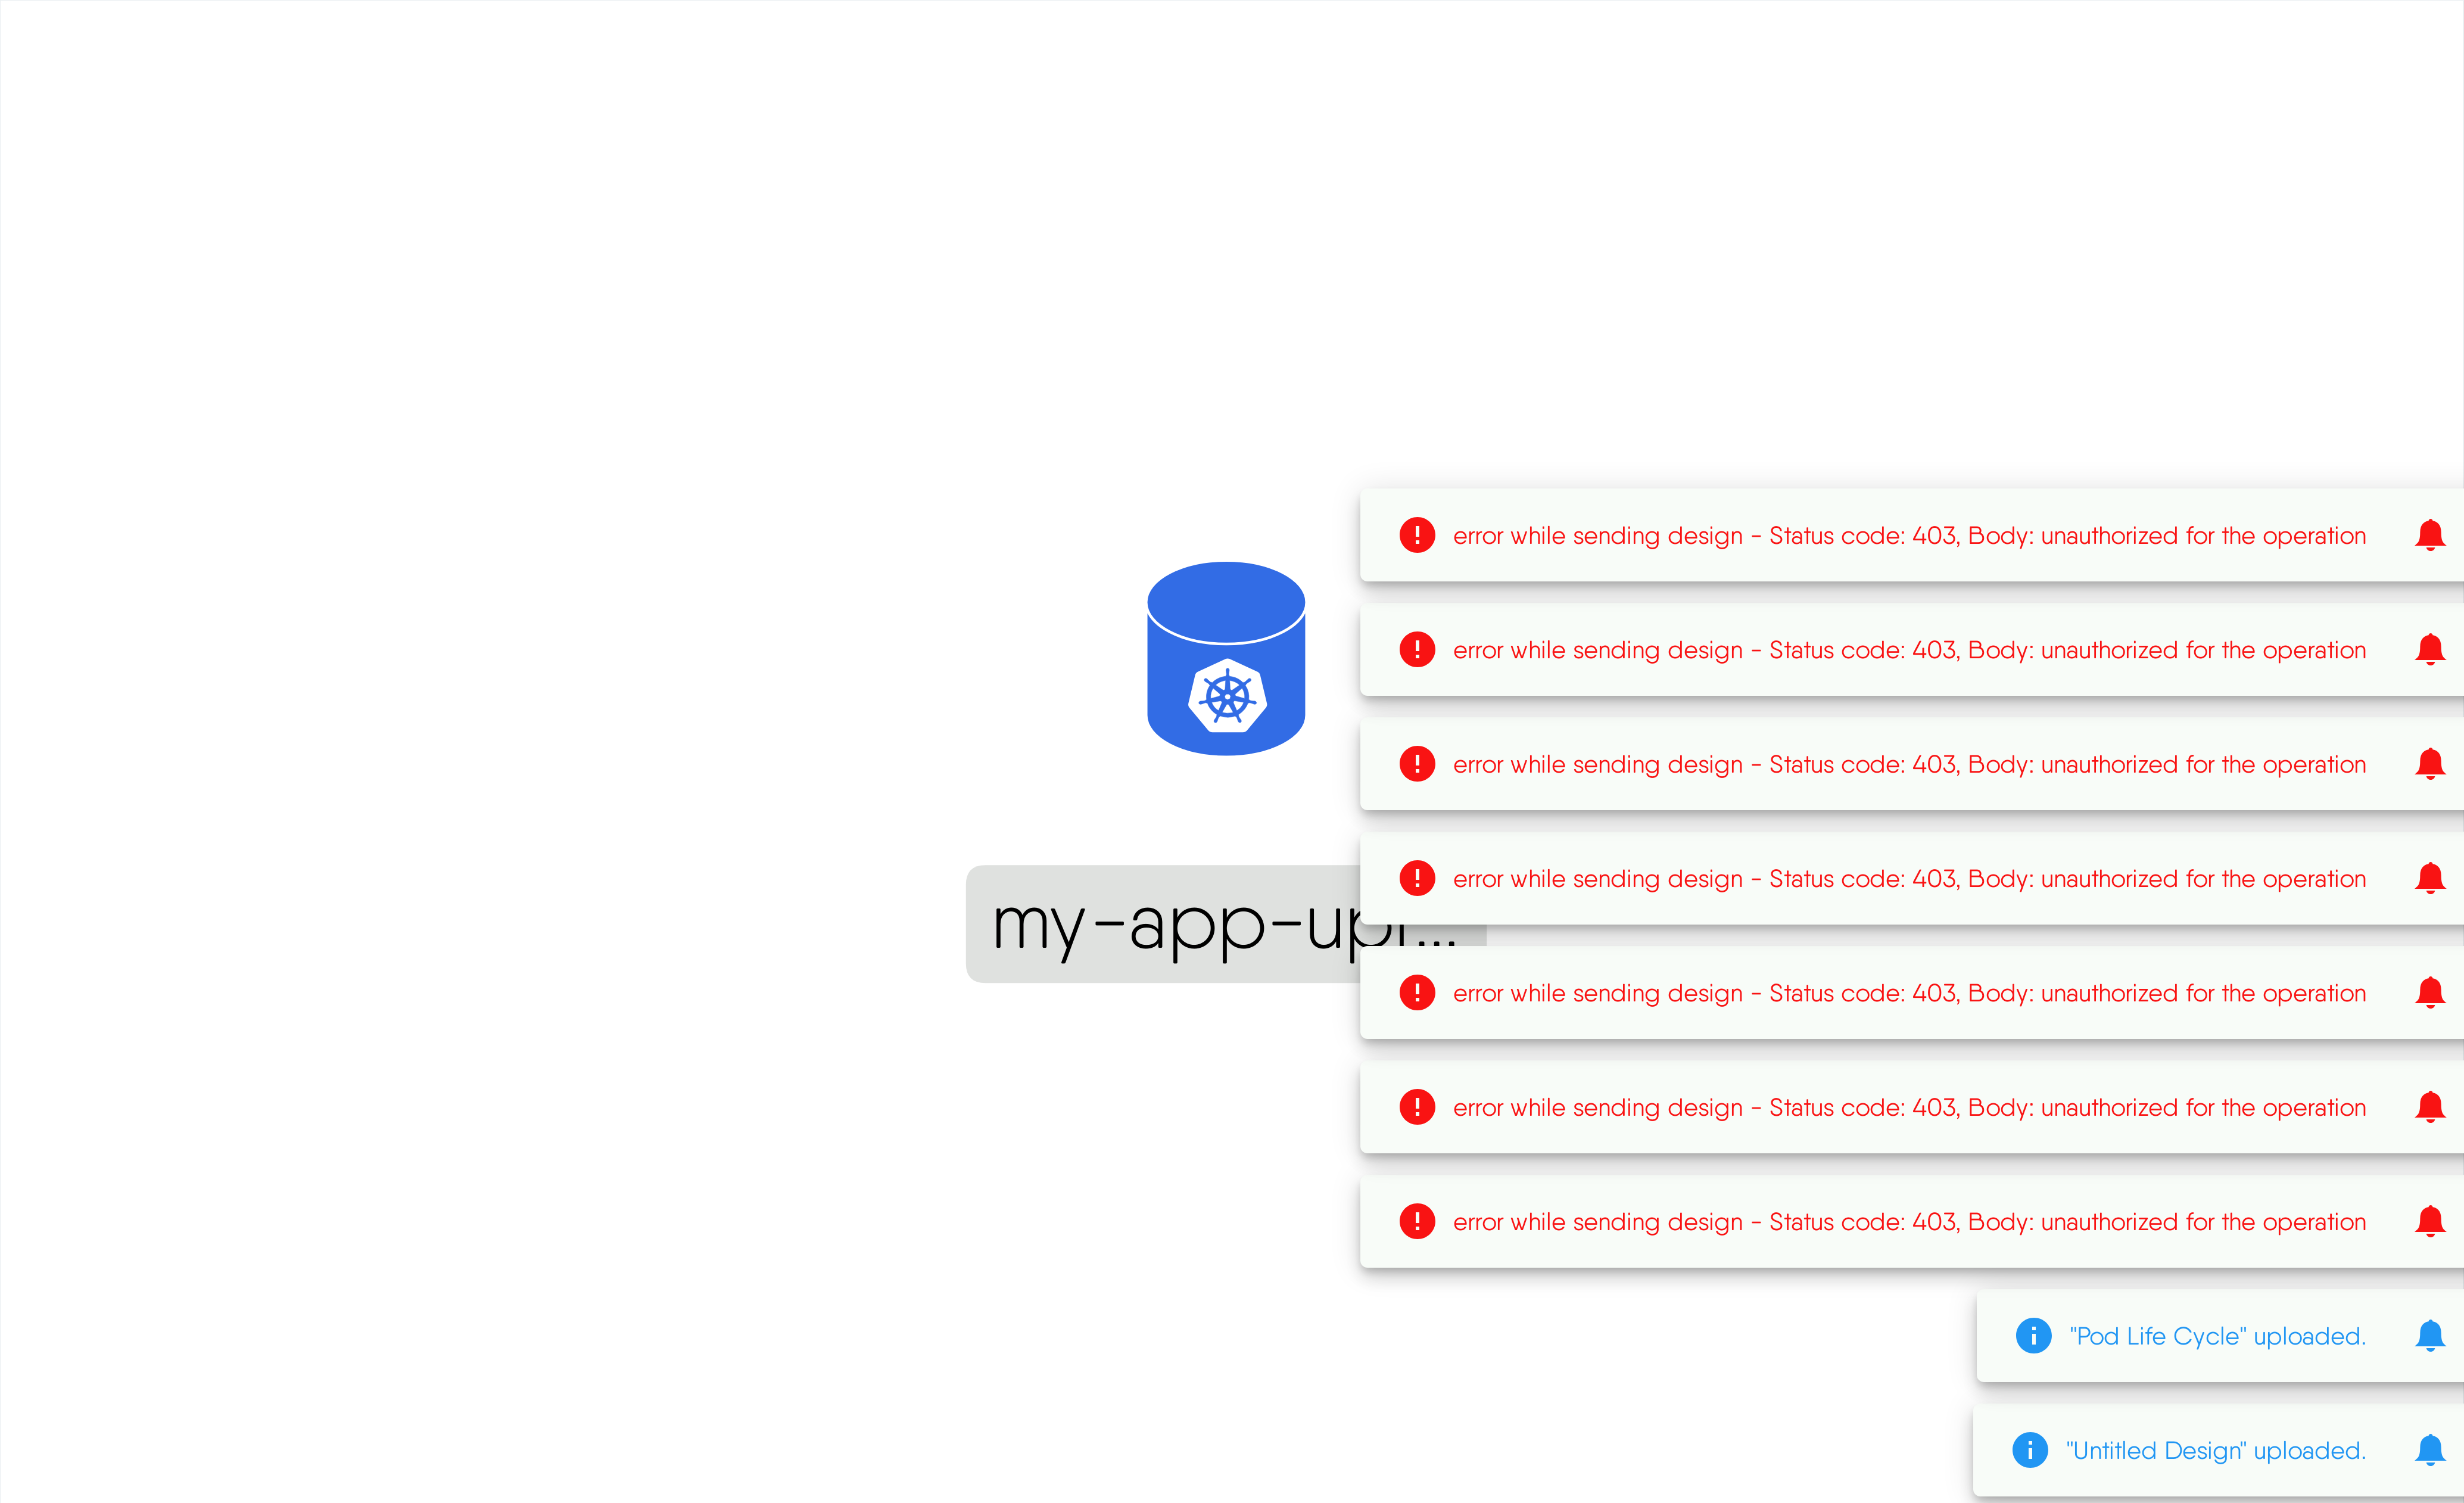 error while sending design - Status code: 403, Body: unauthorized for the operation
error while sending design - Status code: 403, Body: unauthorized for the operation
error while sending design - Status code: 403, Body: unauthorized for the operation
error while sending design - Status code: 403, Body: unauthorized for the operation
my-app-upl...
error while sending design - Status code: 403, Body: unauthorized for the operation
error while sending design - Status code: 403, Body: unauthorized for the operation
error while sending design - Status code: 403, Body: unauthorized for the operation
"Pod Life Cycle" uploaded.
"Untitled Design" uploaded.